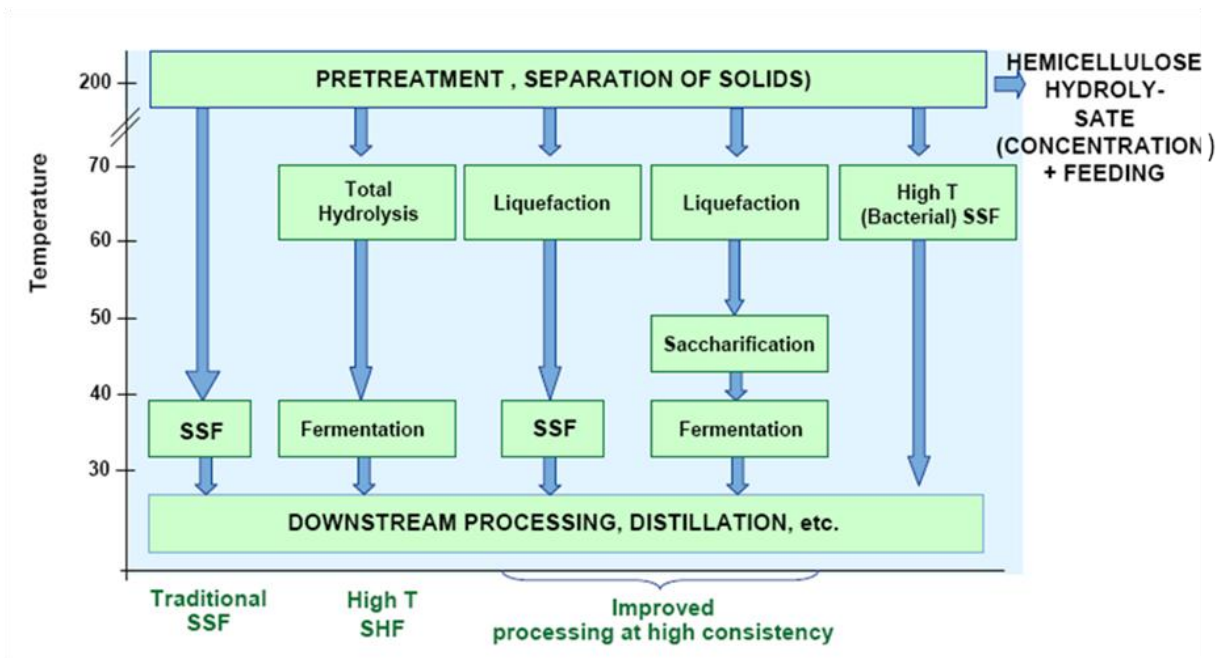 PRETREATMENT , SEPARATION OF SOLIDS)
HEMICELLULOSE
HYDROLY-
SATE
(CONCENTRATION)
+ FEEDING
Temperature
200
70
60
50
40
30
Total
Hydrolysis
Liquefaction
Liquefaction
High T
(Bacterial) SSF
Saccharification
SSF
Fermentation
SSF
Fermentation
DOWNSTREAM PROCESSING, DISTILLATION, etc.
Traditional
SSF
High T
SHF
Improved
processing at high consistency